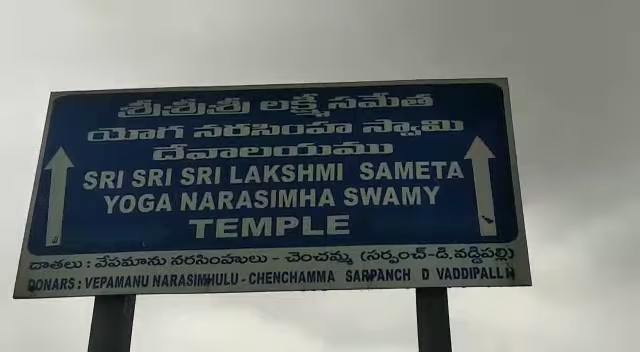 శ్రీశ్రీశ్రీ లక్ష్మీసమేత
యోగ నరసింహ స్వామి
దేవాలయము
SRI SRI SRI LAKSHMI SAMETA
YOGA NARASIMHA SWAMY
TEMPLE
దాతలు : వేపమాను నరసింహులు - చెంచమ్మ (సర్పంచ్-డి.వడ్డిపల్లి)
DONARS : VEPAMANU NARASIMHULU - CHENCHAMMA SARPANCH D VADDIPALLI